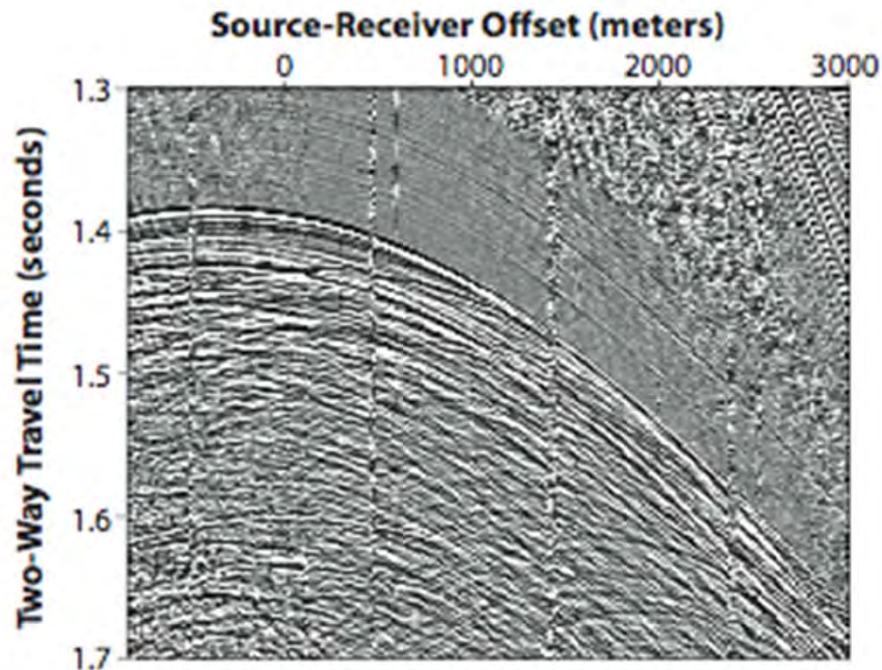 Source-Receiver Offset (meters)
0 1000 2000 3000
Two-Way Travel Time (seconds)
1.3
1.4
1.5
1.6
1.7